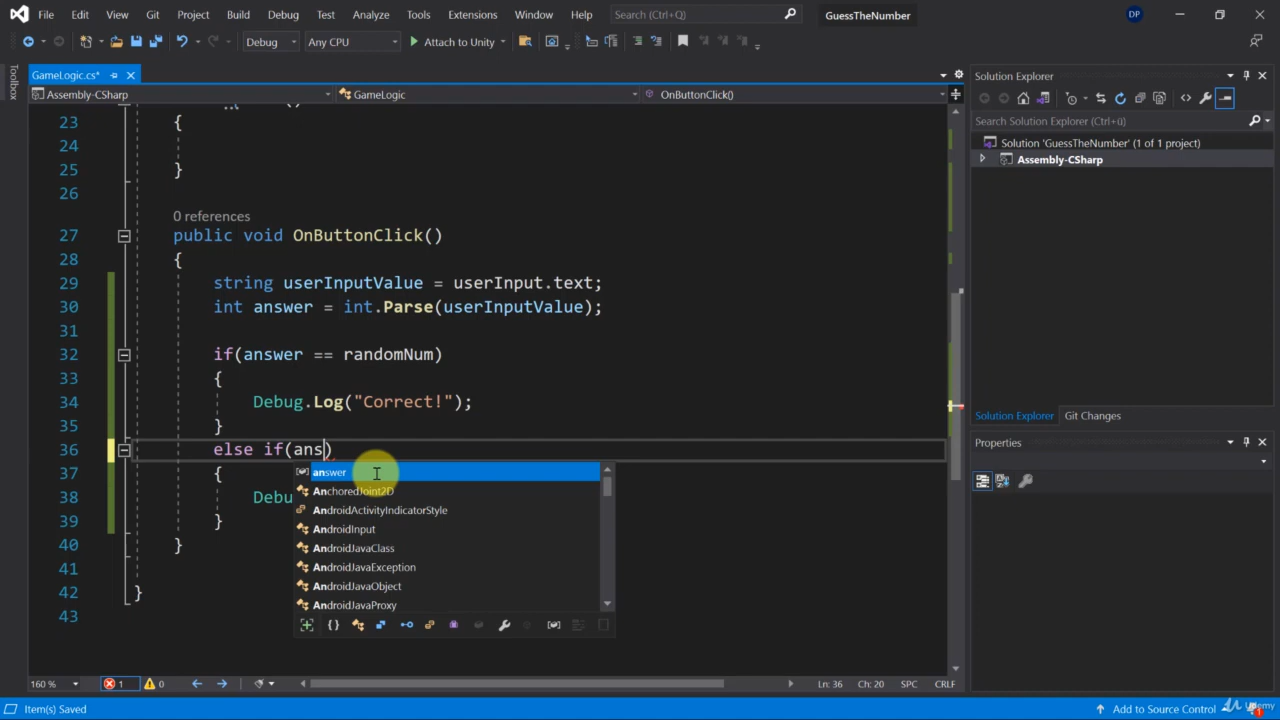 File Edit View Git Project Build Debug Test Analyze Tools Extensions Window Help Search (Ctrl+Q) GuessTheNumber DP
Debug Any CPU Attach to Unity
Toolbox
GameLogic.cs*
Assembly-CSharp GameLogic OnButtonClick()
23 {
24
25 }
26
0 references
27 public void OnButtonClick()
28 {
29 string userInputValue = userInput.text;
30 int answer = int.Parse(userInputValue);
31
32 if(answer == randomNum)
33 {
34 Debug.Log("Correct!");
35 }
36 else if(ans)
37 {
38 Debu
39 }
40 }
41
42 }
43
answer
AnchoredJoint2D
AndroidActivityIndicatorStyle
AndroidInput
AndroidJavaClass
AndroidJavaException
AndroidJavaObject
AndroidJavaProxy
160 % 1 0 Ln: 36 Ch: 20 SPC CRLF
Solution Explorer
Search Solution Explorer (Ctrl+ü)
Solution 'GuessTheNumber' (1 of 1 project)
Assembly-CSharp
Solution Explorer Git Changes
Properties
Item(s) Saved Add to Source Control 1
Udemy